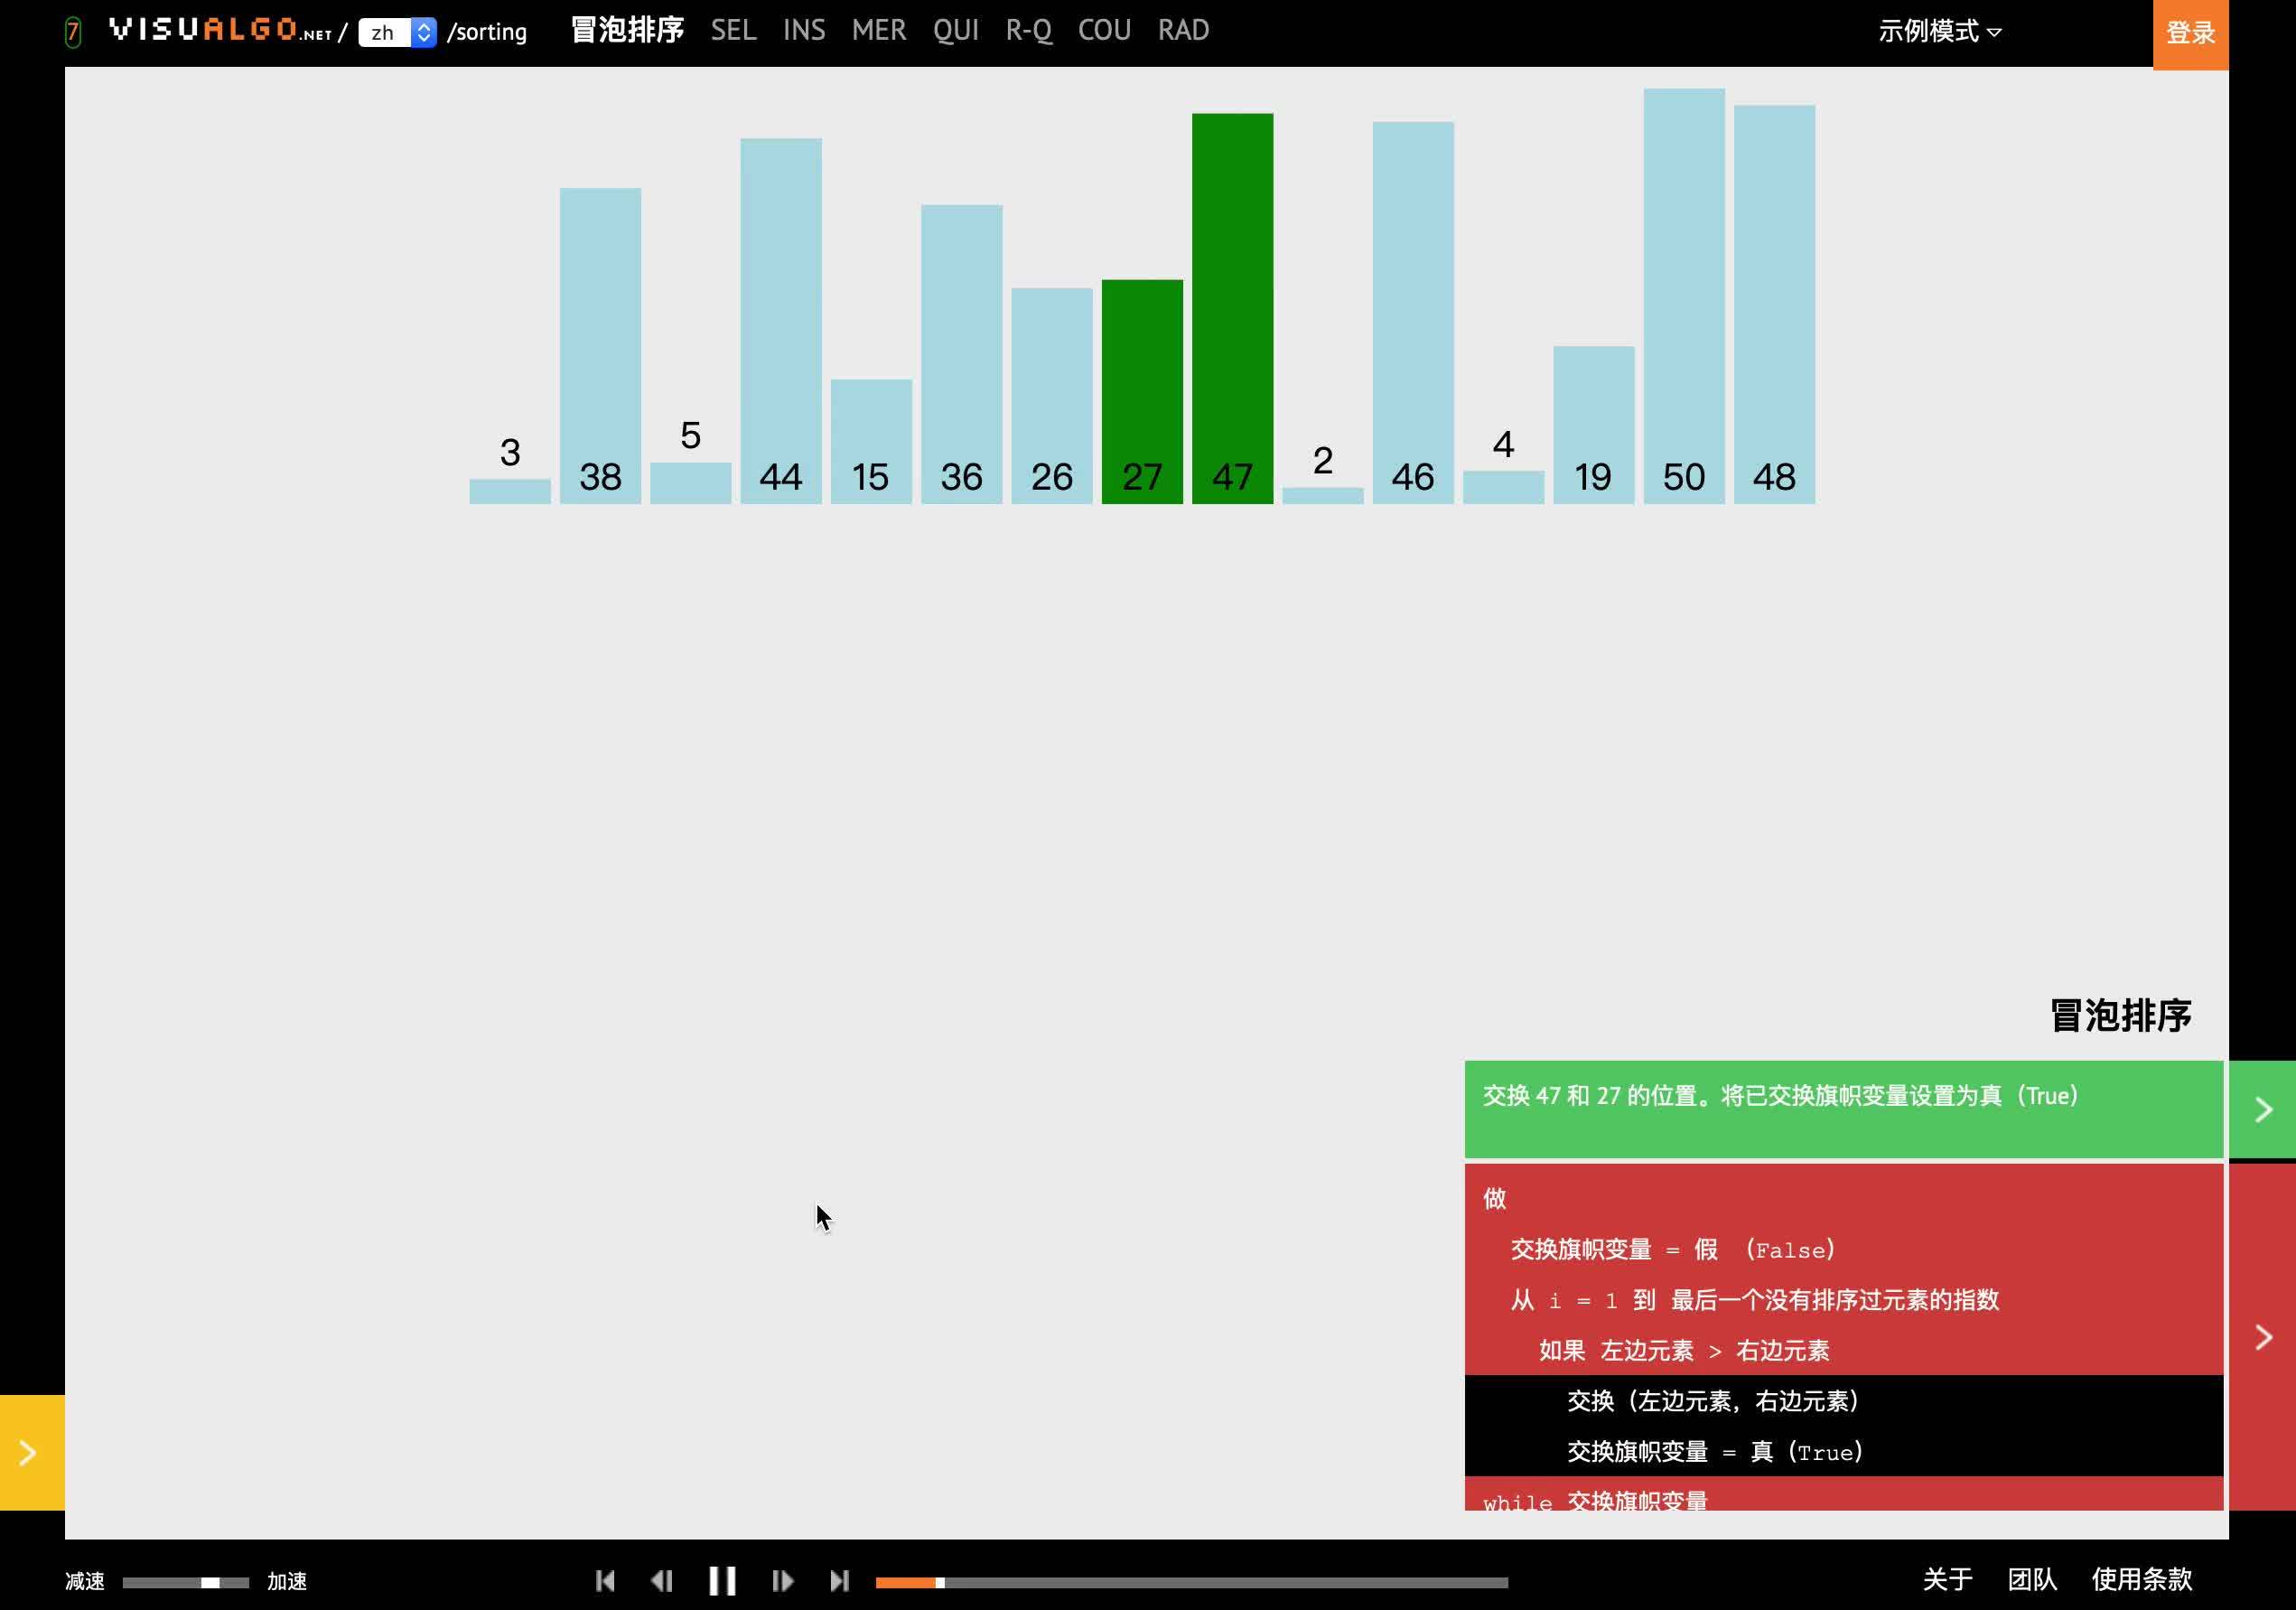 7 VISUALGO.NET / zh /sorting 冒泡排序 SEL INS MER QUI R-Q COU RAD 示例模式 登录
3 38 5 44 15 36 26 27 47 2 46 4 19 50 48
冒泡排序
交换 47 和 27 的位置。将已交换旗帜变量设置为真（True）
做
交换旗帜变量 = 假 （False）
从 i = 1 到 最后一个没有排序过元素的指数
如果 左边元素 > 右边元素
交换（左边元素，右边元素）
交换旗帜变量 = 真（True）
while 交换旗帜变量
减速 加速 关于 团队 使用条款